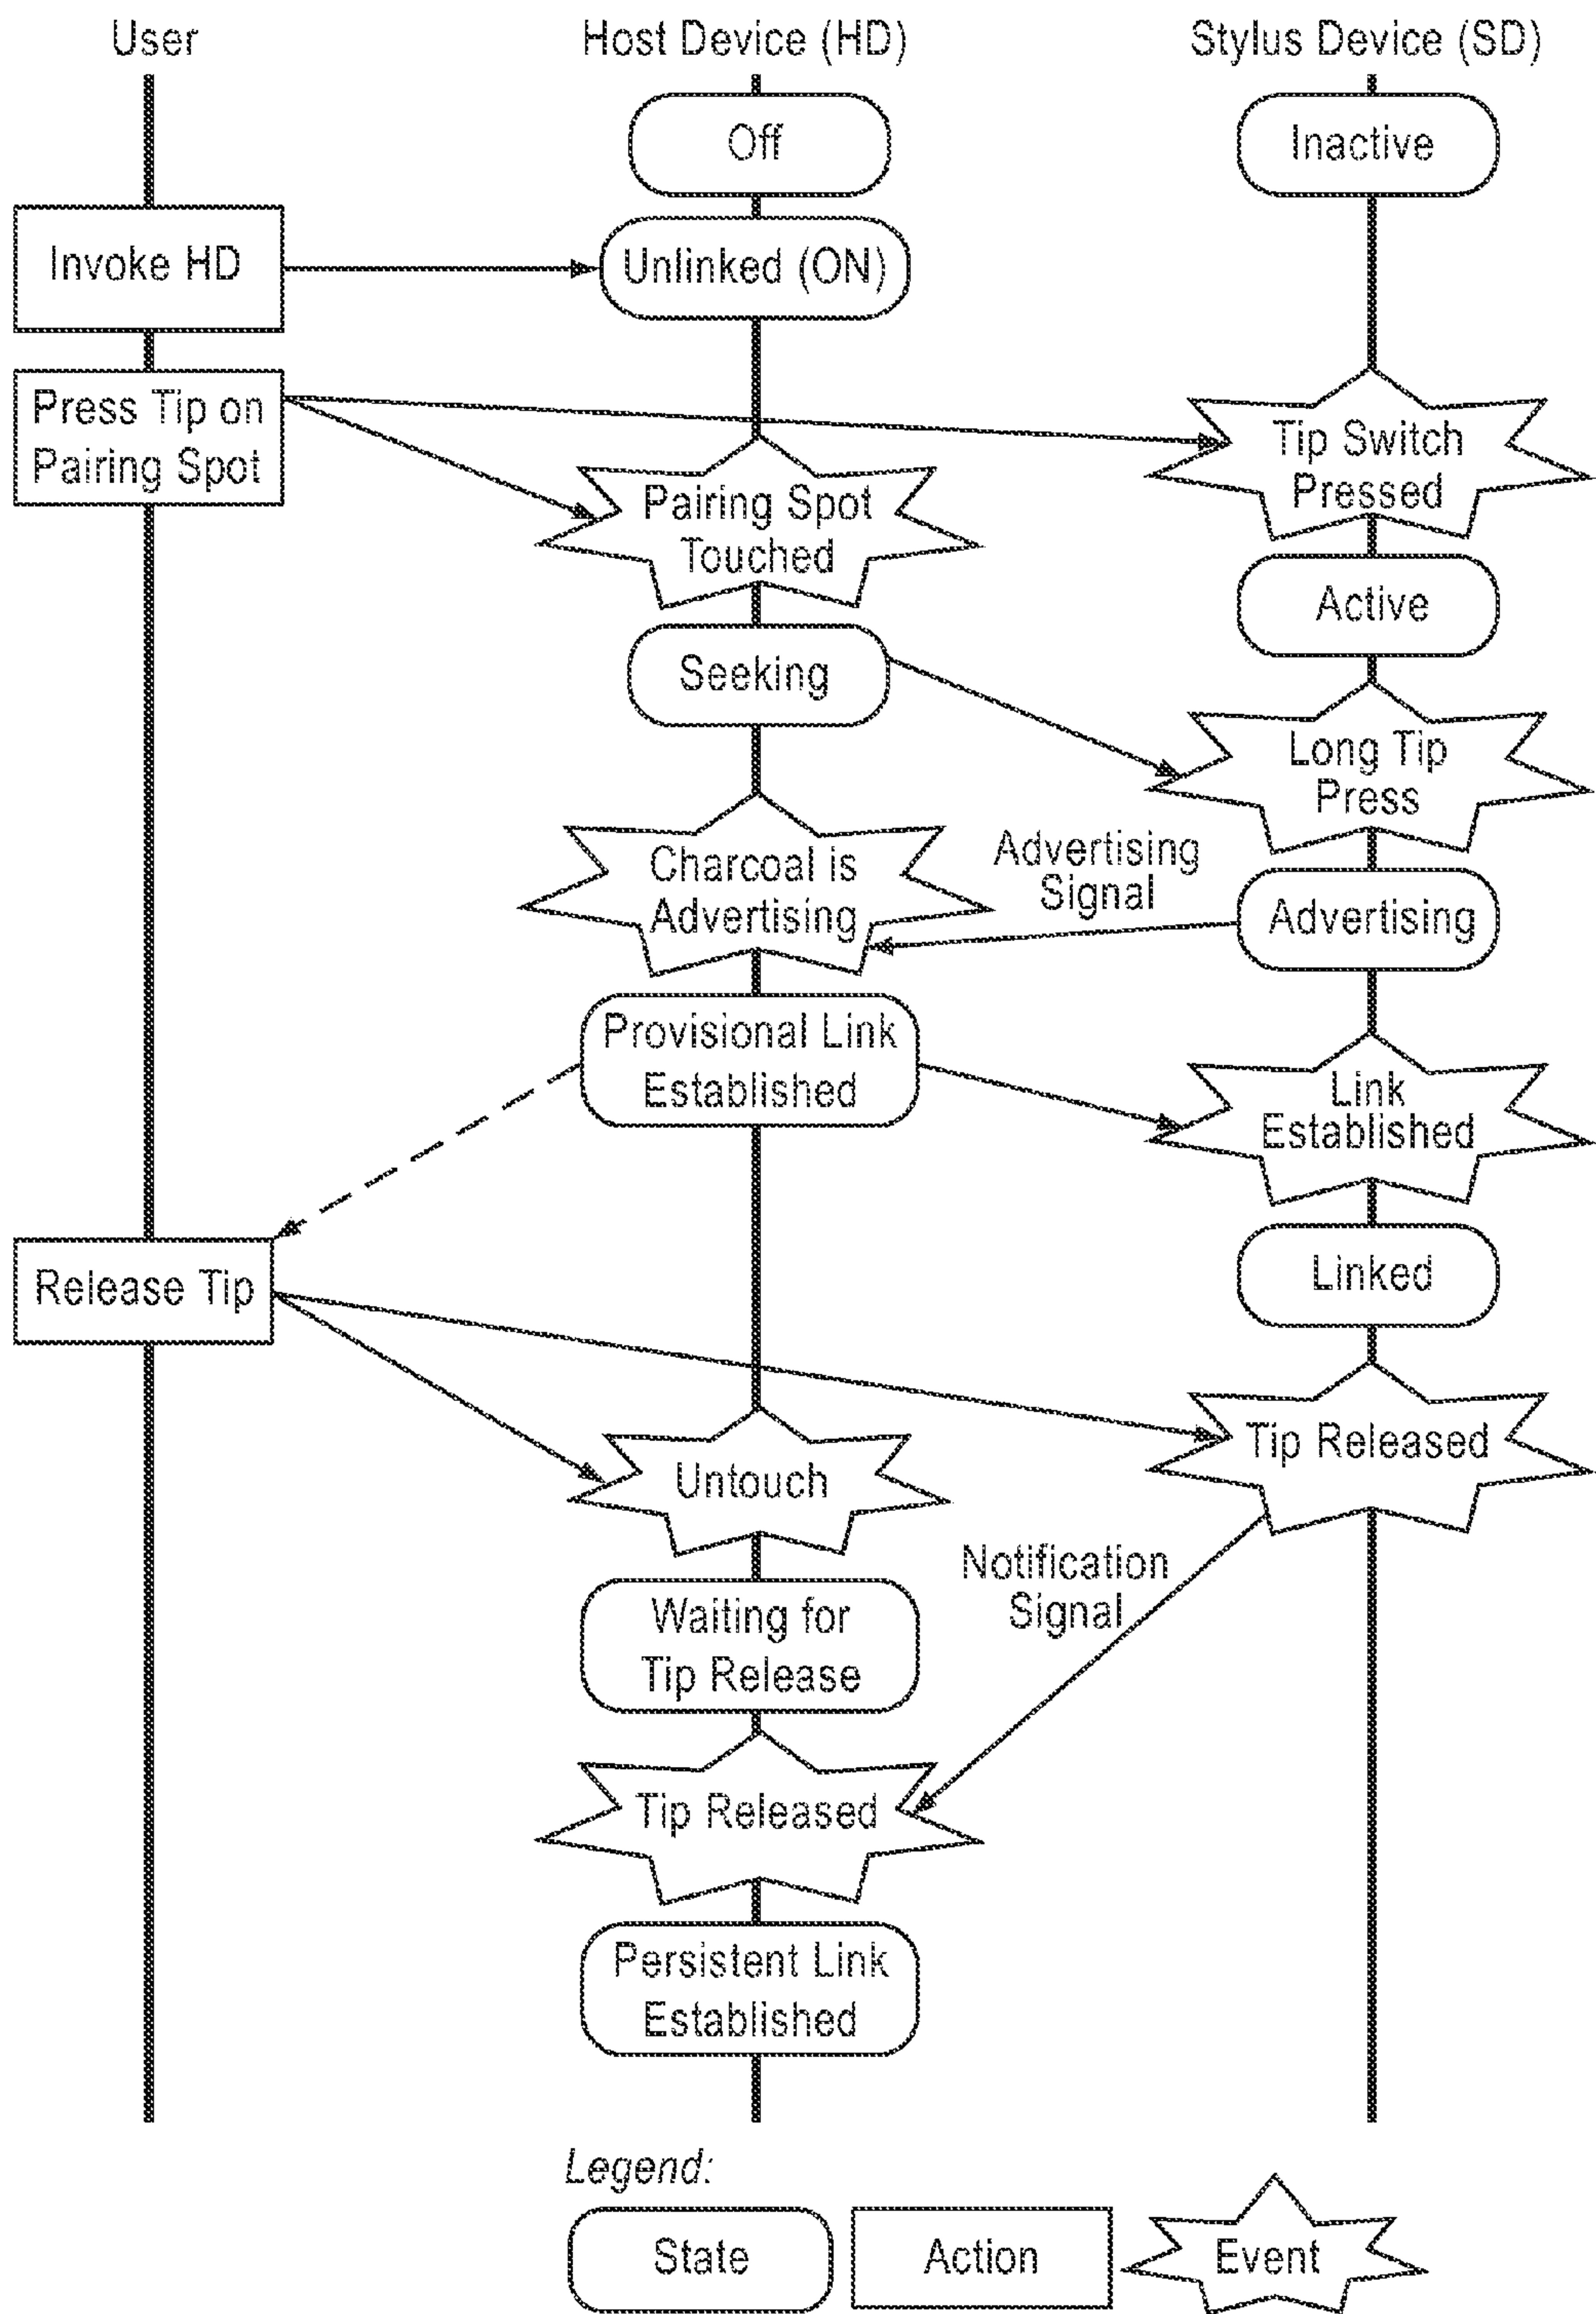 User
Host Device (HD)
Stylus Device (SD)
Off
Inactive
Invoke HD
Unlinked (ON)
Press Tip on
Pairing Spot
Tip Switch
Pressed
Pairing Spot
Touched
Active
Seeking
Long Tip
Press
Charcoal is
Advertising
Advertising
Signal
Advertising
Provisional Link
Established
Link
Established
Release Tip
Linked
Untouch
Tip Released
Notification
Signal
Waiting for
Tip Release
Tip Released
Persistent Link
Established
Legend:
State
Action
Event